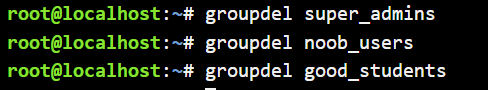 root@localhost:~# groupdel super_admins
root@localhost:~# groupdel noob_users
root@localhost:~# groupdel good_students